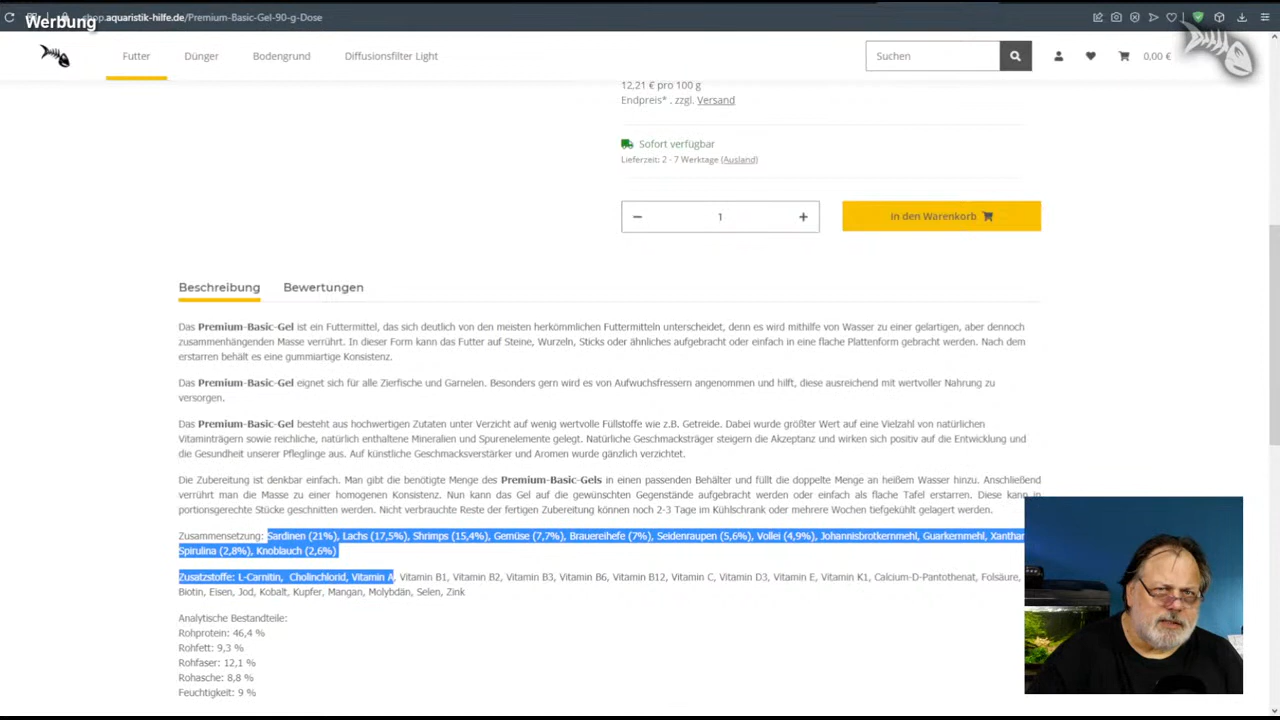 shop.aquaristik-hilfe.de/Premium-Basic-Gel-90-g-Dose
Werbung
Futter
Dünger
Bodengrund
Diffusionsfilter Light
Suchen
0,00 €
12,21 € pro 100 g
Endpreis* , zzgl. Versand
Sofort verfügbar
Lieferzeit: 2 - 7 Werktage (Ausland)
− 1 +
In den Warenkorb
Beschreibung
Bewertungen
Das Premium-Basic-Gel ist ein Futtermittel, das sich deutlich von den meisten herkömmlichen Futtermitteln unterscheidet, denn es wird mithilfe von Wasser zu einer gelartigen, aber dennoch
zusammenhängenden Masse verrührt. In dieser Form kann das Futter auf Steine, Wurzeln, Sticks oder ähnliches aufgebracht oder einfach in eine flache Plattenform gebracht werden. Nach dem
erstarren behält es eine gummiartige Konsistenz.
Das Premium-Basic-Gel eignet sich für alle Zierfische und Garnelen. Besonders gern wird es von Aufwuchsfressern angenommen und hilft, diese ausreichend mit wertvoller Nahrung zu
versorgen.
Das Premium-Basic-Gel besteht aus hochwertigen Zutaten unter Verzicht auf wenig wertvolle Füllstoffe wie z.B. Getreide. Dabei wurde größter Wert auf eine Vielzahl von natürlichen
Vitaminträgern sowie reichliche, natürlich enthaltene Mineralien und Spurenelemente gelegt. Natürliche Geschmacksträger steigern die Akzeptanz und wirken sich positiv auf die Entwicklung und
die Gesundheit unserer Pfleglinge aus. Auf künstliche Geschmacksverstärker und Aromen wurde gänzlich verzichtet.
Die Zubereitung ist denkbar einfach. Man gibt die benötigte Menge des Premium-Basic-Gels in einen passenden Behälter und füllt die doppelte Menge an heißem Wasser hinzu. Anschließend
verrührt man die Masse zu einer homogenen Konsistenz. Nun kann das Gel auf die gewünschten Gegenstände aufgebracht werden oder einfach als flache Tafel erstarren. Diese kann in
portionsgerechte Stücke geschnitten werden. Nicht verbrauchte Reste der fertigen Zubereitung können noch 2-3 Tage im Kühlschrank oder mehrere Wochen tiefgekühlt gelagert werden.
Zusammensetzung: Sardinen (21%), Lachs (17,5%), Shrimps (15,4%), Gemüse (7,7%), Brauereihefe (7%), Seidenraupen (5,6%), Vollei (4,9%), Johannisbrotkernmehl, Guarkernmehl, Xanthan
Spirulina (2,8%), Knoblauch (2,6%)
Zusatzstoffe: L-Carnitin, Cholinchlorid, Vitamin A, Vitamin B1, Vitamin B2, Vitamin B3, Vitamin B6, Vitamin B12, Vitamin C, Vitamin D3, Vitamin E, Vitamin K1, Calcium-D-Pantothenat, Folsäure,
Biotin, Eisen, Jod, Kobalt, Kupfer, Mangan, Molybdän, Selen, Zink
Analytische Bestandteile:
Rohprotein: 46,4 %
Rohfett: 9,3 %
Rohfaser: 12,1 %
Rohasche: 8,8 %
Feuchtigkeit: 9 %